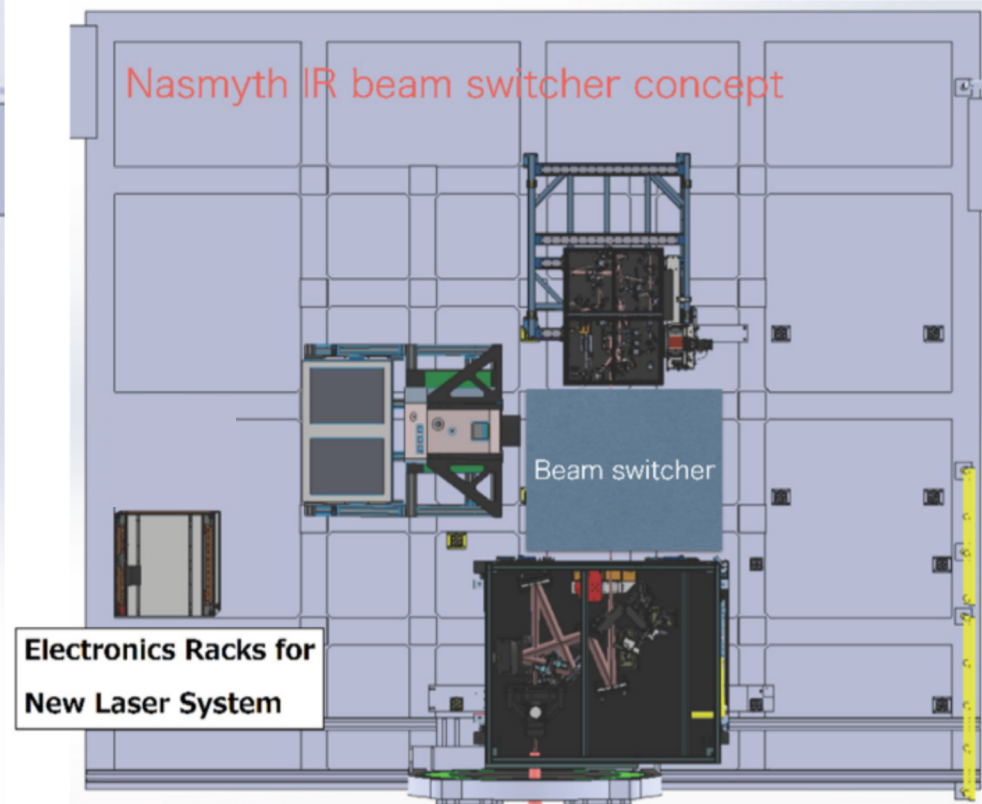 Nasmyth IR beam switcher concept
Beam switcher
Electronics Racks for
New Laser System